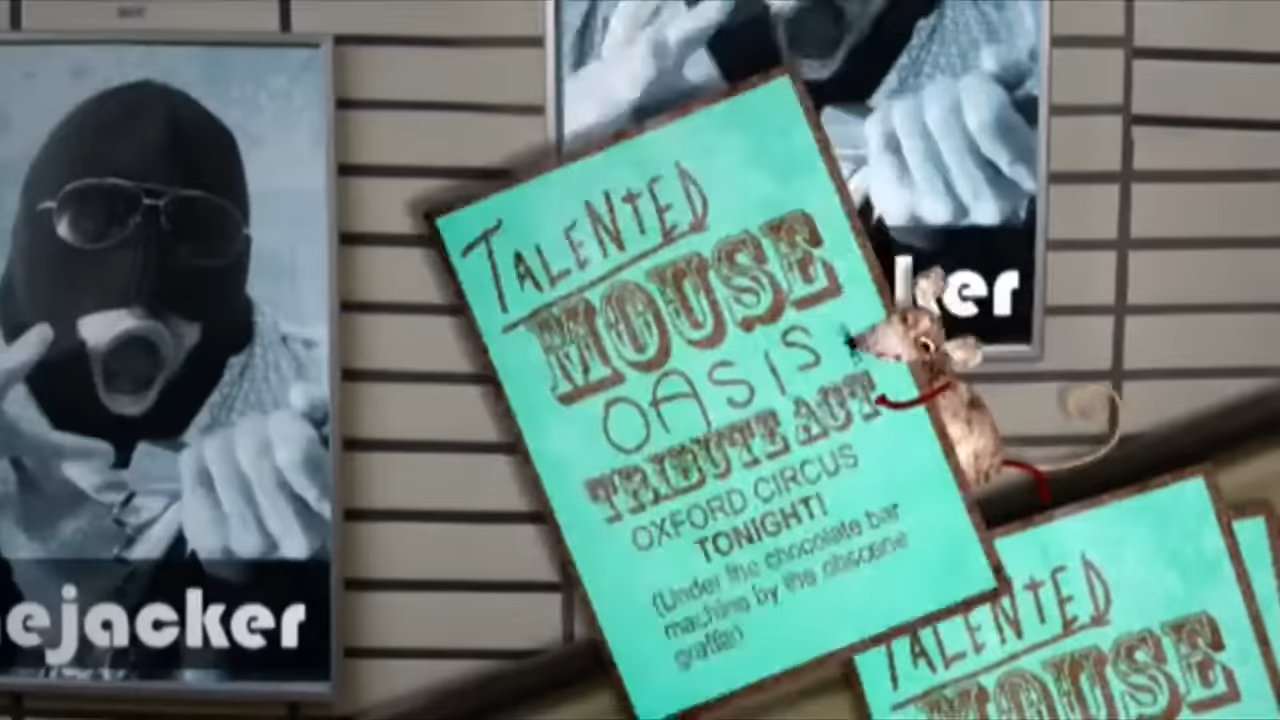 ejacker
ker
TALENTED
MOUSE
OASIS
TRIBUTE ACT
OXFORD CIRCUS
TONIGHT!
(Under the chocolate bar
machine by the obscene
graffiti)
TALENTED
MOUSE